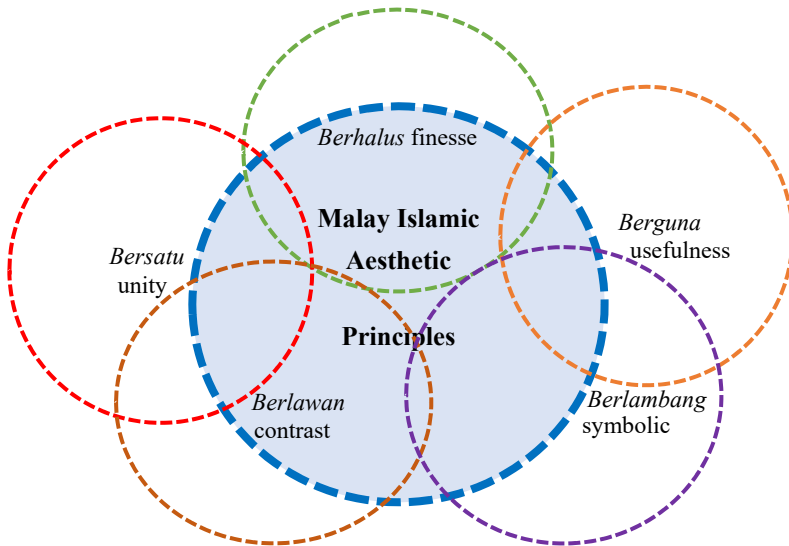 Berhalus finesse
Malay Islamic
Aesthetic
Principles
Bersatu
unity
Berguna
usefulness
Berlawan
contrast
Berlambang
symbolic